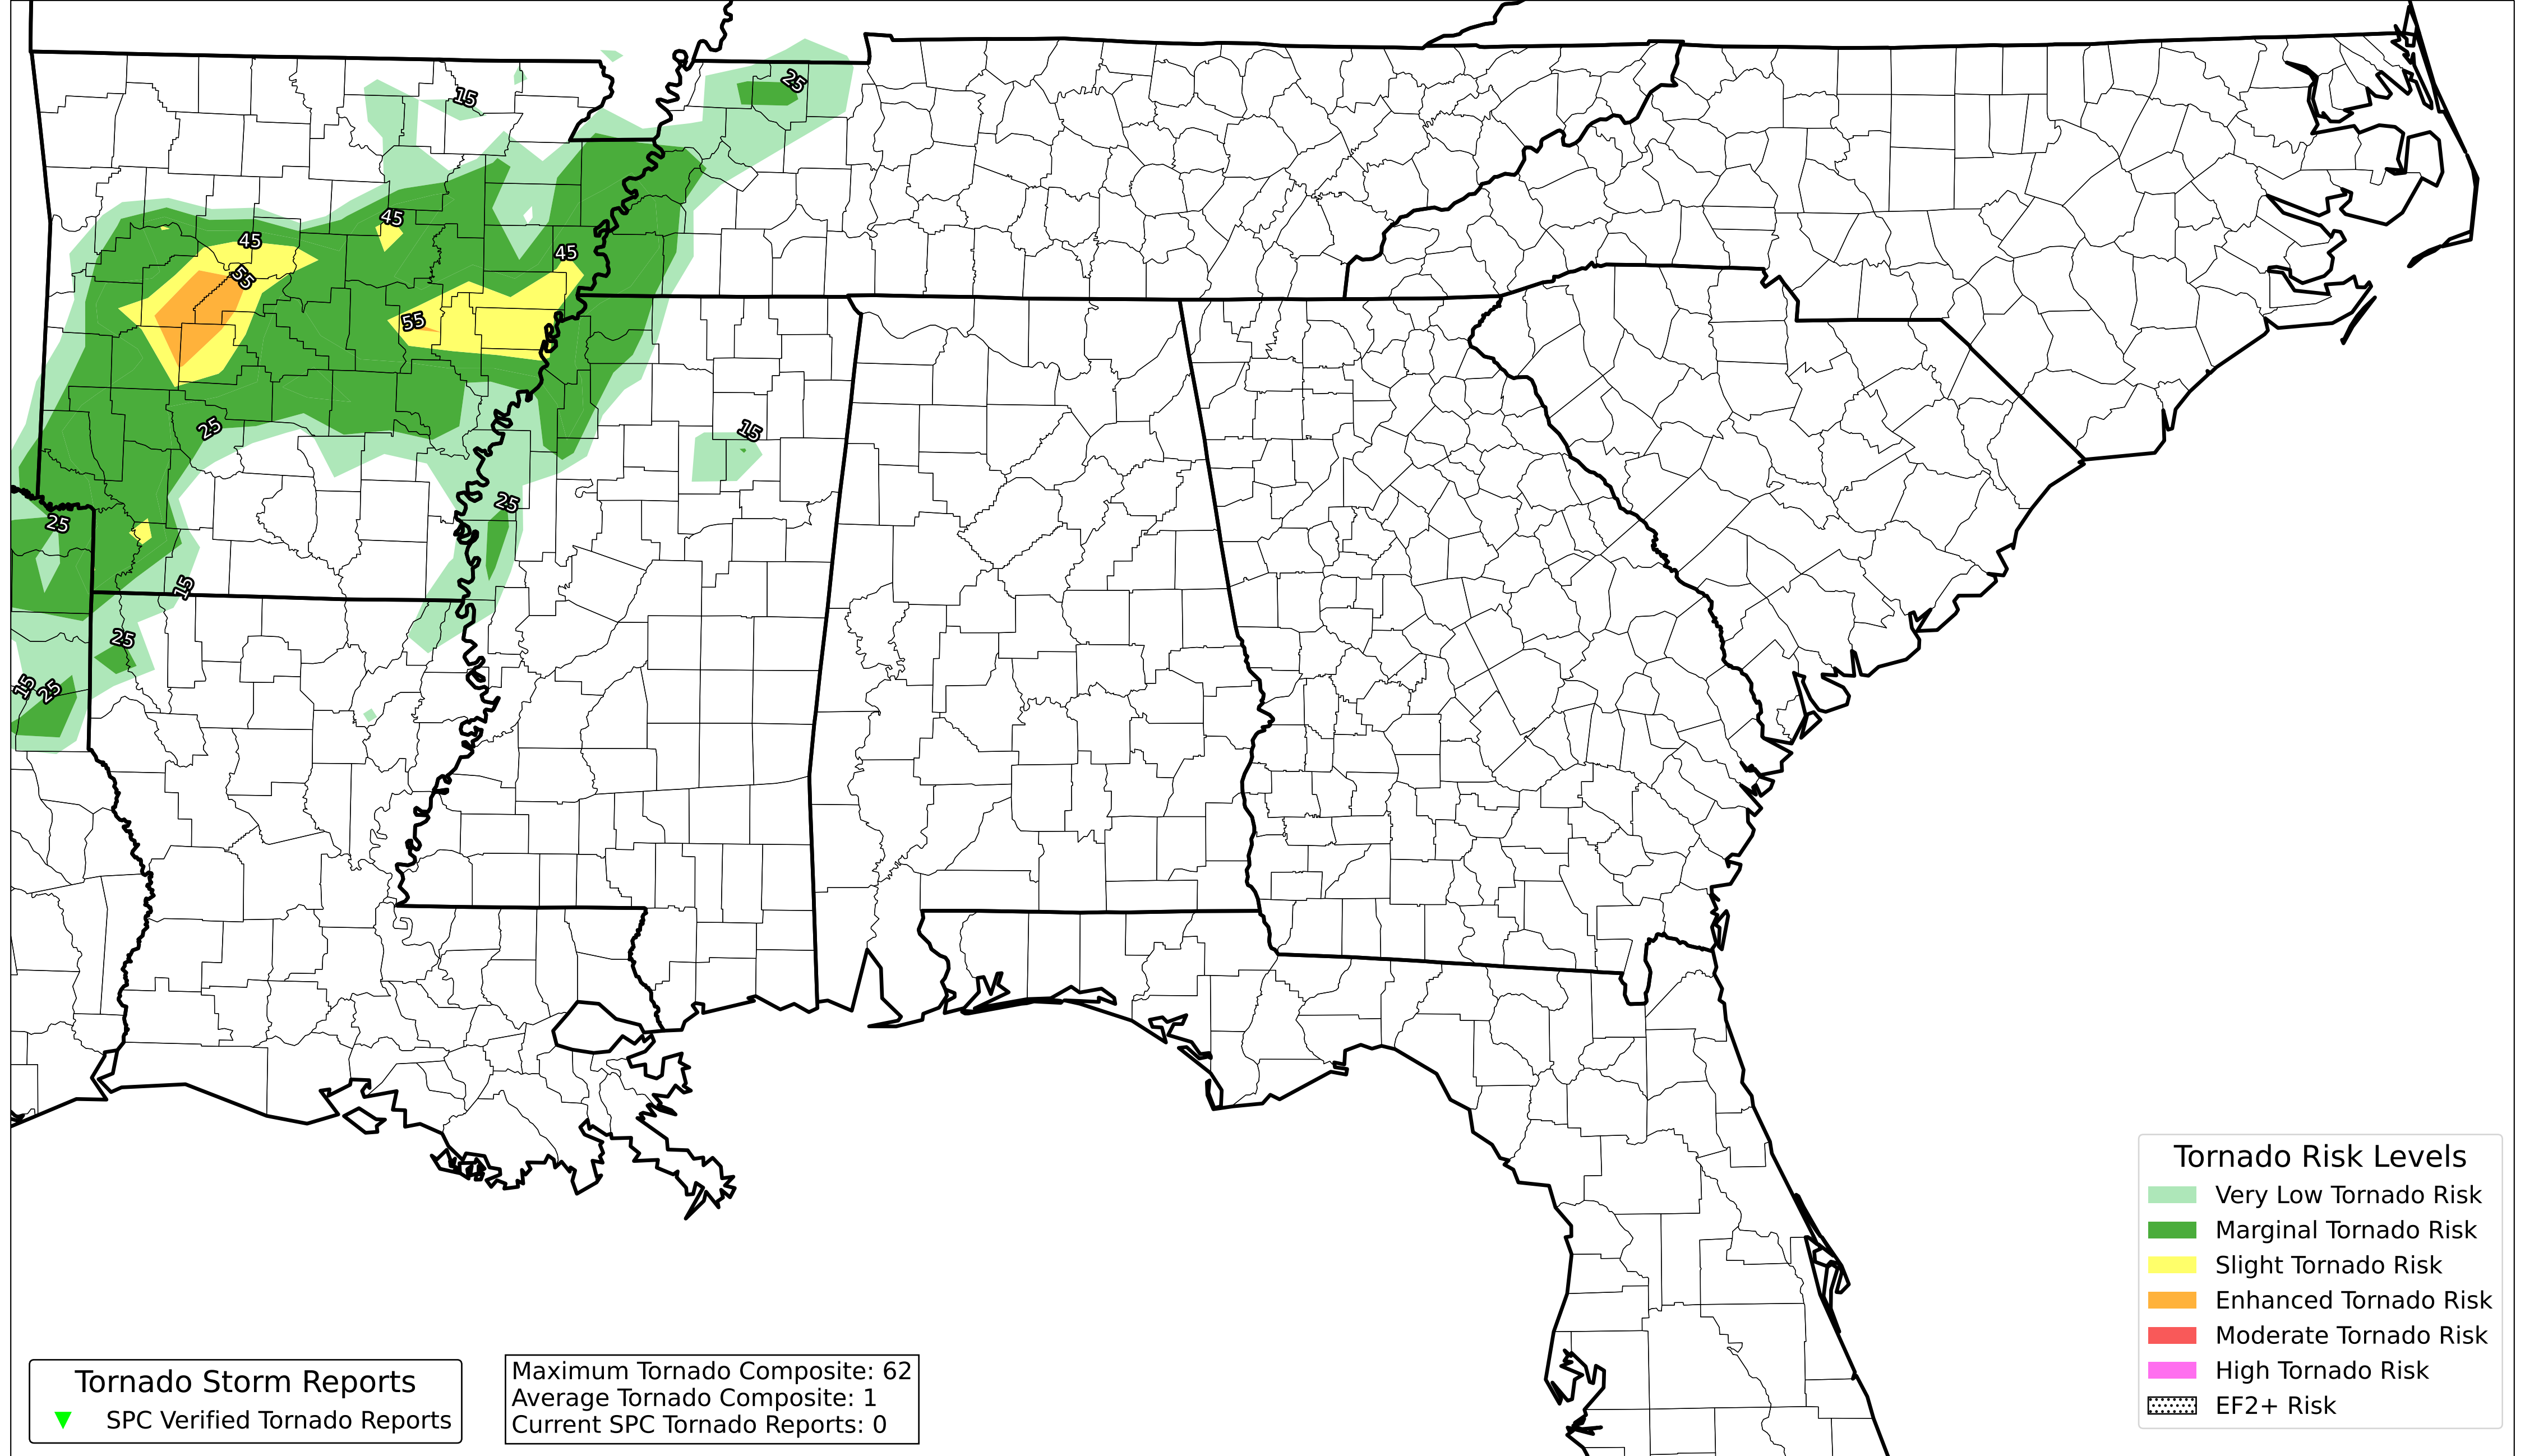 25
15
45
45
45
55
55
25
15
25
25
15
25
15
25
Tornado Risk Levels
Very Low Tornado Risk
Marginal Tornado Risk
Slight Tornado Risk
Enhanced Tornado Risk
Moderate Tornado Risk
High Tornado Risk
EF2+ Risk
Tornado Storm Reports
SPC Verified Tornado Reports
Maximum Tornado Composite: 62
Average Tornado Composite: 1
Current SPC Tornado Reports: 0